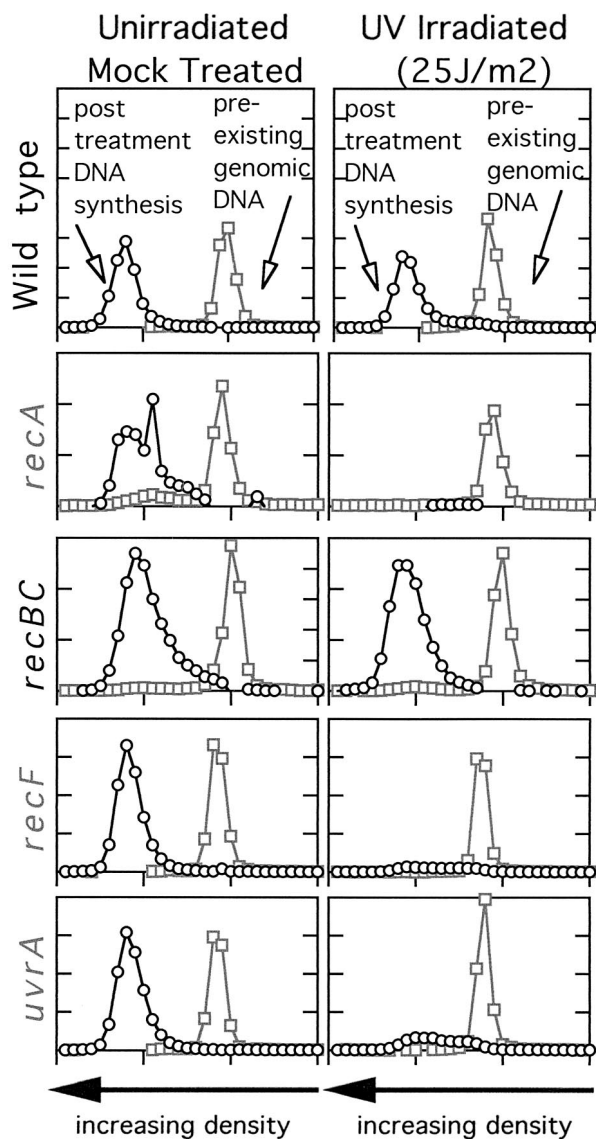 Unirradiated
Mock Treated
UV Irradiated
(25J/m2)
Wild type
post
treatment
DNA
synthesis
pre-
existing
genomic
DNA
post
treatment
DNA
synthesis
pre-
existing
genomic
DNA
recA
recBC
recF
uvrA
increasing density
increasing density